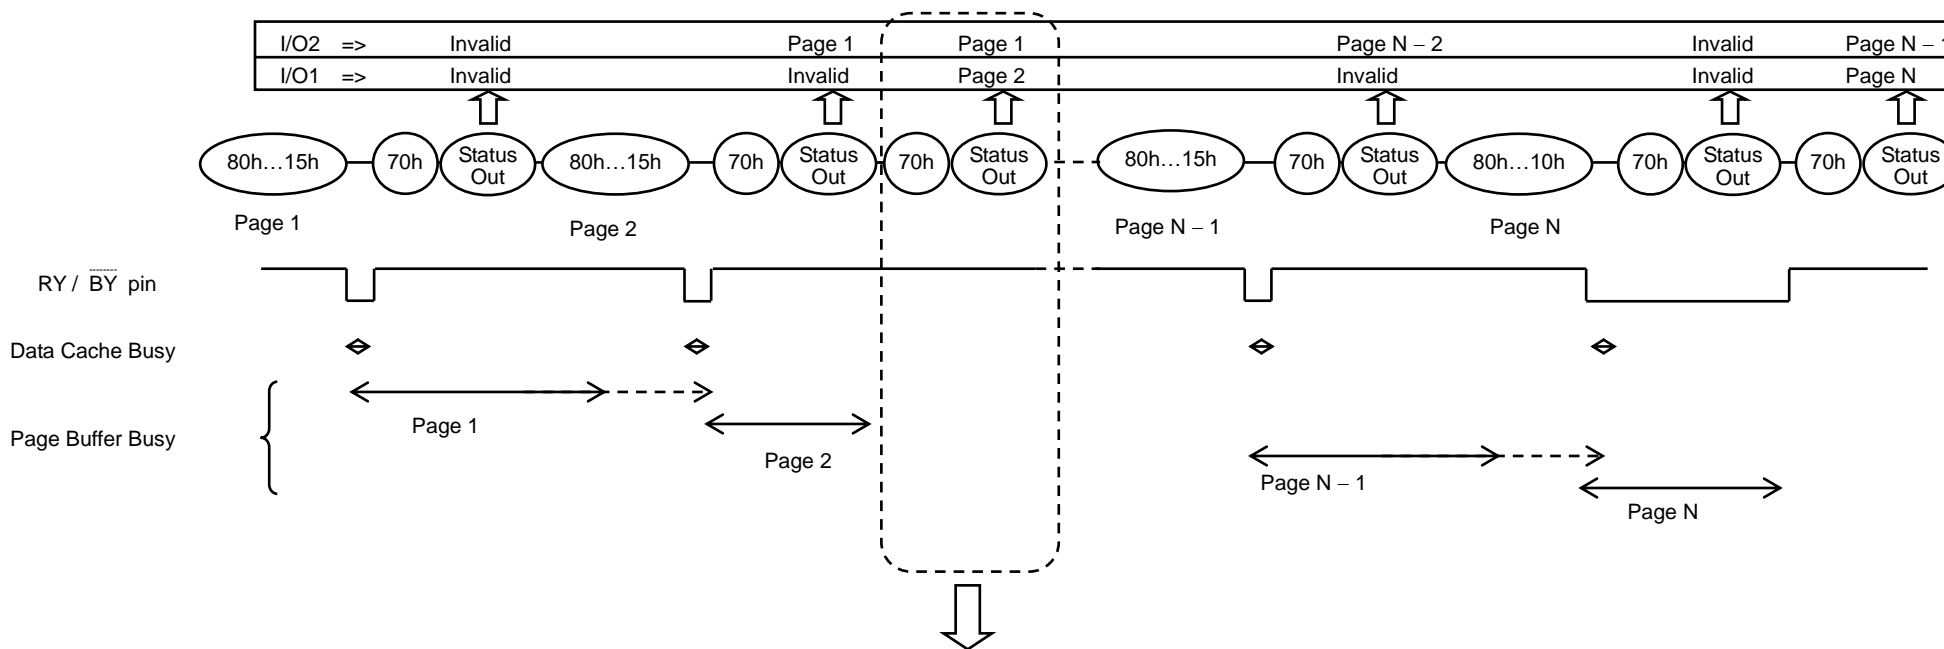 I/O2 => Invalid Page 1 Page 1 Page N − 2 Invalid Page N − 1
I/O1 => Invalid Invalid Page 2 Invalid Invalid Page N
80h…15h 70h Status Out 80h…15h 70h Status Out 70h Status Out 80h…15h 70h Status Out 80h…10h 70h Status Out 70h Status Out
Page 1 Page 2 Page N − 1 Page N
RY / BY pin
Data Cache Busy
Page Buffer Busy
Page 1
Page 2
Page N − 1
Page N